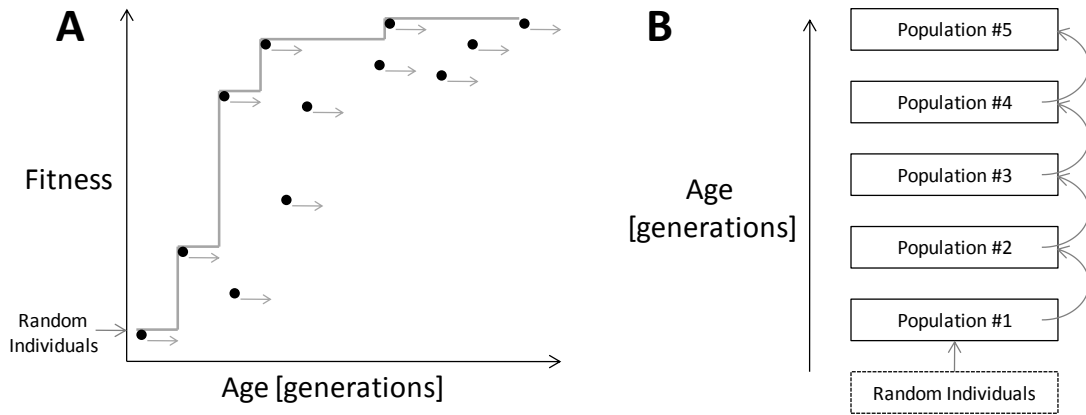 A
Fitness
Random
Individuals
Age [generations]
B
Age
[generations]
Population #5
Population #4
Population #3
Population #2
Population #1
Random Individuals